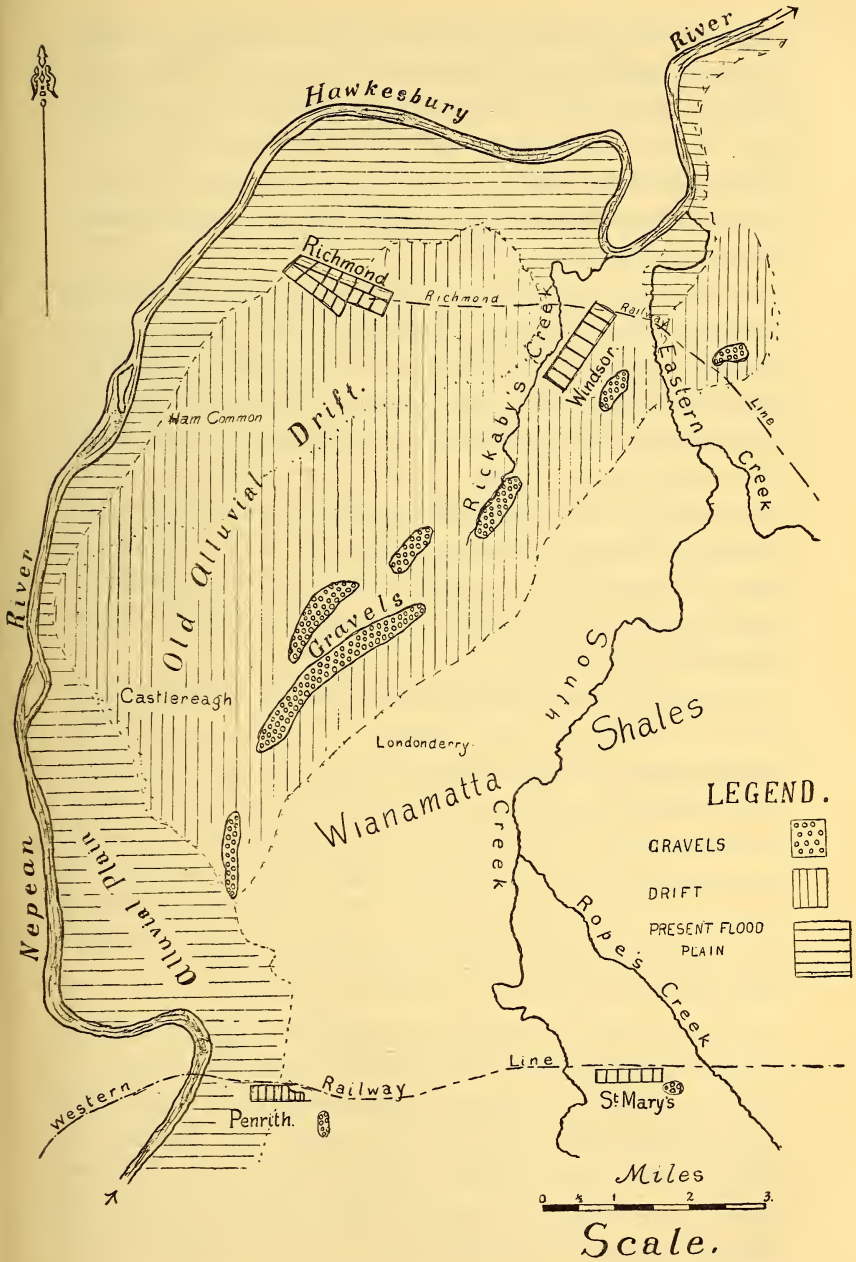 River
Hawkesbury
Richmond
Richmond Railway Line
Rickaby's Creek
Windsor
Eastern Creek
Ham Common
Old Alluvial Drift.
River
Gravels
South Creek
Castlereagh
Londonderry.
Wianamatta Shales
LEGEND.
GRAVELS
DRIFT
PRESENT FLOOD
PLAIN
Nepean
Alluvial Plain
Rope's Creek
Western Railway Line
Penrith.
St Mary's
Miles
0 ½ 1 2 3.
Scale.